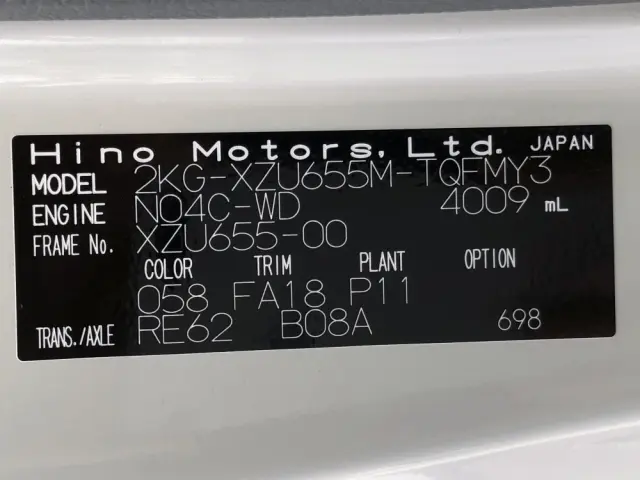 Hino Motors, Ltd. JAPAN
MODEL 2KG-XZU655M-TQFMY3
ENGINE N04C-WD 4009 mL
FRAME No. XZU655-00
COLOR TRIM PLANT OPTION
058 FA18 P11
TRANS./AXLE RE62 B08A 698